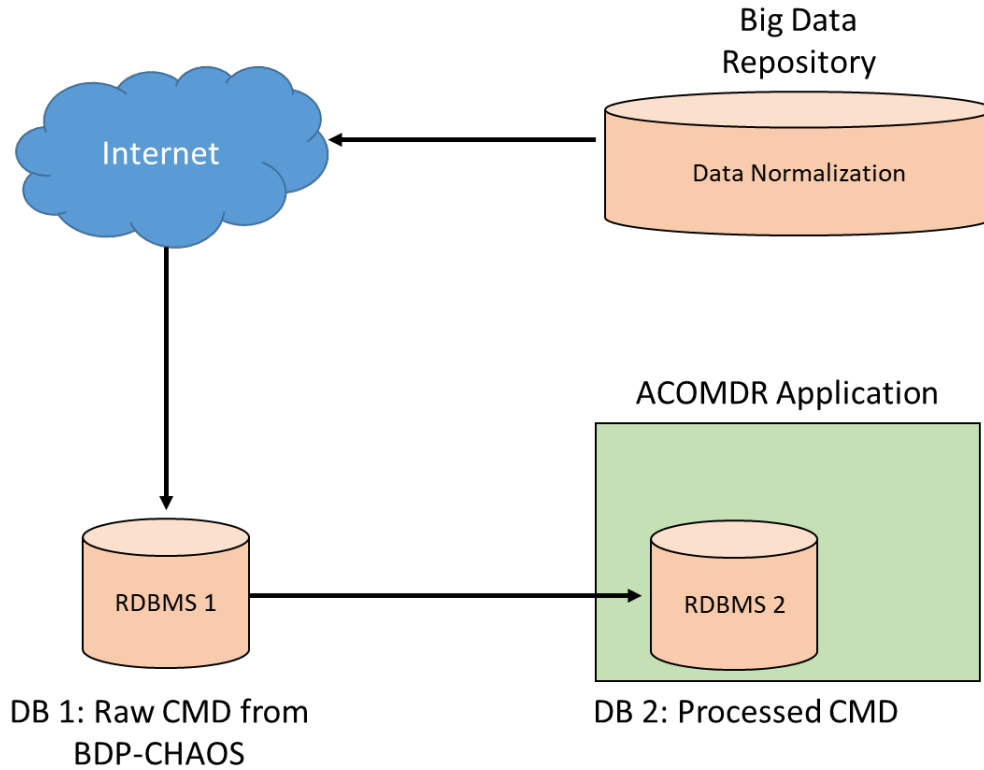 Big Data
Repository
Internet
Data Normalization
ACOMDR Application
RDBMS 1
RDBMS 2
DB 1: Raw CMD from
BDP-CHAOS
DB 2: Processed CMD